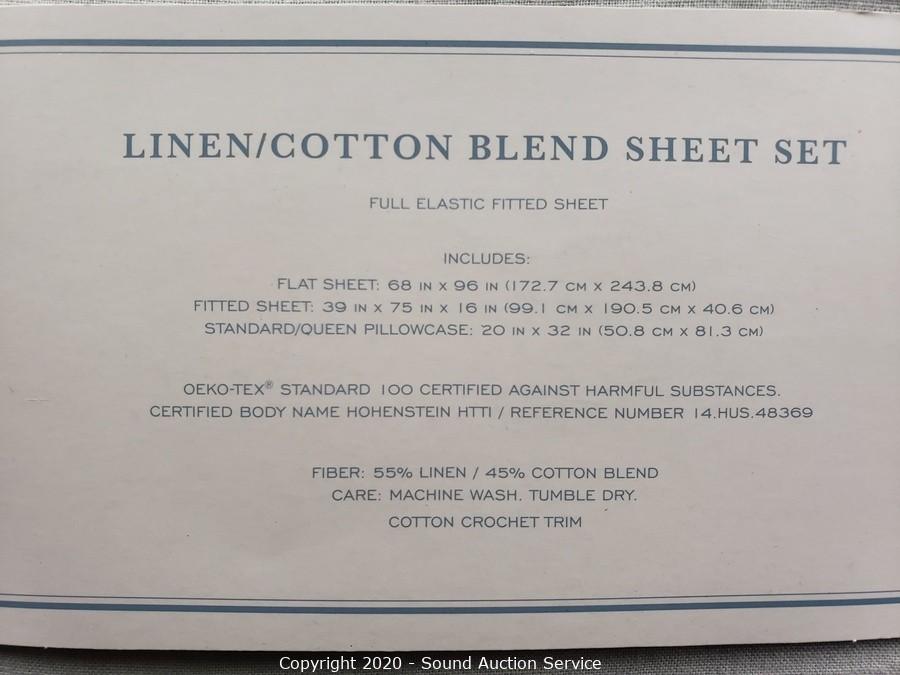 LINEN/COTTON BLEND SHEET SET
FULL ELASTIC FITTED SHEET
INCLUDES:
FLAT SHEET: 68 IN X 96 IN (172.7 CM X 243.8 CM)
FITTED SHEET: 39 IN X 75 IN X 16 IN (99.1 CM X 190.5 CM X 40.6 CM)
STANDARD/QUEEN PILLOWCASE: 20 IN X 32 IN (50.8 CM X 81.3 CM)
OEKO-TEX® STANDARD 100 CERTIFIED AGAINST HARMFUL SUBSTANCES.
CERTIFIED BODY NAME HOHENSTEIN HTTI / REFERENCE NUMBER 14.HUS.48369
FIBER: 55% LINEN / 45% COTTON BLEND
CARE: MACHINE WASH. TUMBLE DRY.
COTTON CROCHET TRIM
Copyright 2020 - Sound Auction Service